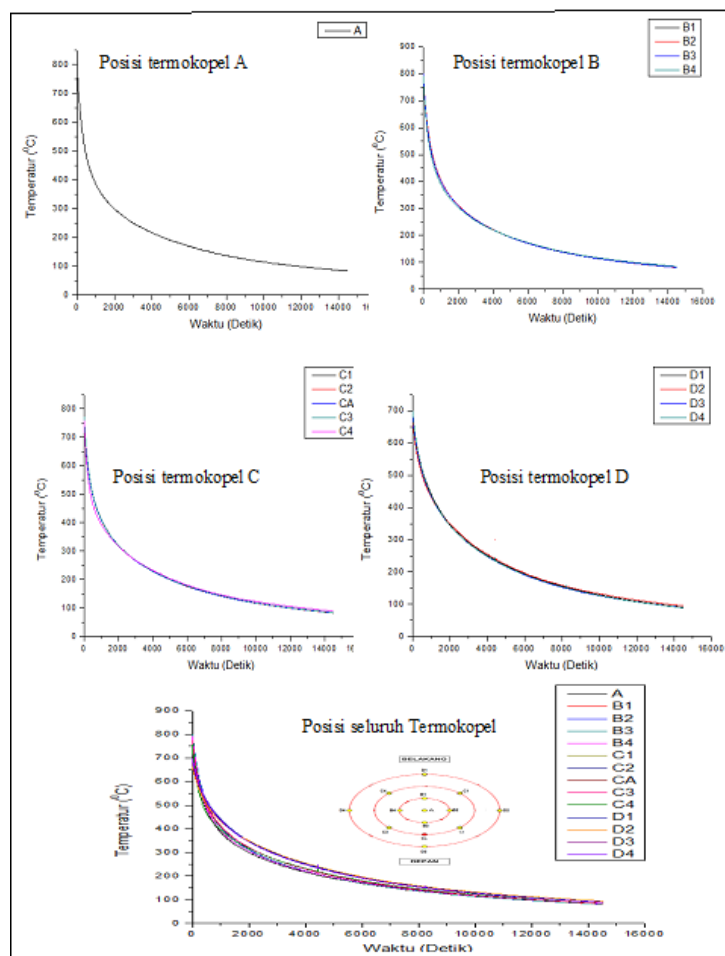 A
Posisi termokopel A
Temperatur (⁰C)
800
700
600
500
400
300
200
100
0
0 2000 4000 6000 8000 10000 12000 14000
Waktu (Detik)
B1
B2
B3
B4
Posisi termokopel B
Temperatur (⁰C)
900
800
700
600
500
400
300
200
100
0
0 2000 4000 6000 8000 10000 12000 14000 16000
Waktu (Detik)
C1
C2
CA
C3
C4
Posisi termokopel C
Temperatur (⁰C)
800
700
600
500
400
300
200
100
0
0 2000 4000 6000 8000 10000 12000 14000
Waktu (Detik)
D1
D2
D3
D4
Posisi termokopel D
Temperatur (⁰C)
700
600
500
400
300
200
100
0
0 2000 4000 6000 8000 10000 12000 14000 16000
Waktu (Detik)
A
B1
B2
B3
B4
C1
C2
CA
C3
C4
D1
D2
D3
D4
Posisi seluruh Termokopel
Temperatur (⁰C)
900
800
700
600
500
400
300
200
100
0
BELAKANG
A
DEPAN
0 2000 4000 6000 8000 10000 12000 14000 16000
Waktu (Detik)